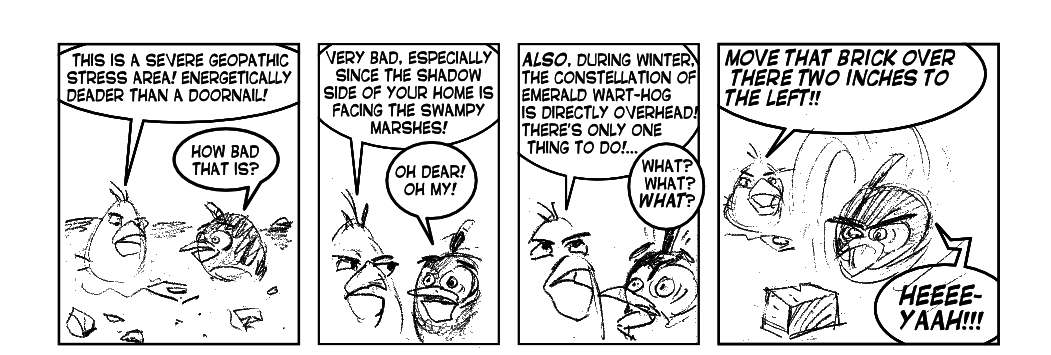 THIS IS A SEVERE GEOPATHIC
STRESS AREA! ENERGETICALLY
DEADER THAN A DOORNAIL!
HOW BAD
THAT IS?
VERY BAD, ESPECIALLY
SINCE THE SHADOW
SIDE OF YOUR HOME IS
FACING THE SWAMPY
MARSHES!
OH DEAR!
OH MY!
ALSO, DURING WINTER,
THE CONSTELLATION OF
EMERALD WART-HOG
IS DIRECTLY OVERHEAD!
THERE'S ONLY ONE
THING TO DO!...
WHAT?
WHAT?
WHAT?
MOVE THAT BRICK OVER
THERE TWO INCHES TO
THE LEFT!!
HEEEE-
YAAH!!!